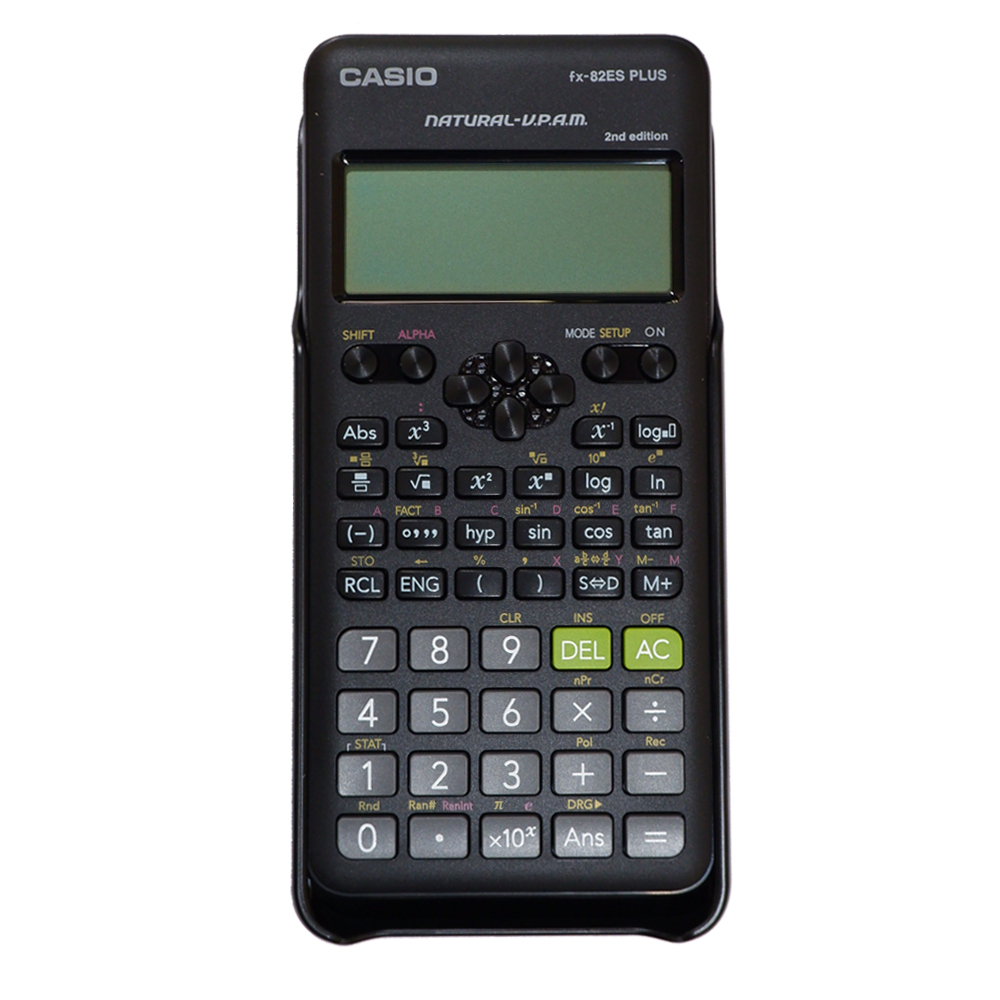 CASIO fx-82ES PLUS
NATURAL-V.P.A.M.
2nd edition
SHIFT ALPHA MODE SETUP ON
: x!
Abs x³ x⁻¹ log■▯
■■/□ ³√■ ■√□ 10■ e■
■/□ √■ x² x■ log ln
A FACT B C sin⁻¹ D cos⁻¹ E tan⁻¹ F
(−) °,,, hyp sin cos tan
STO ← % , X a b/c⇔d/c Y M− M
RCL ENG ( ) S⇔D M+
CLR INS OFF
7 8 9 DEL AC
nPr nCr
4 5 6 × ÷
STAT Pol Rec
1 2 3 + −
Rnd Ran# RanInt π e DRG▶
0 • ×10ˣ Ans =